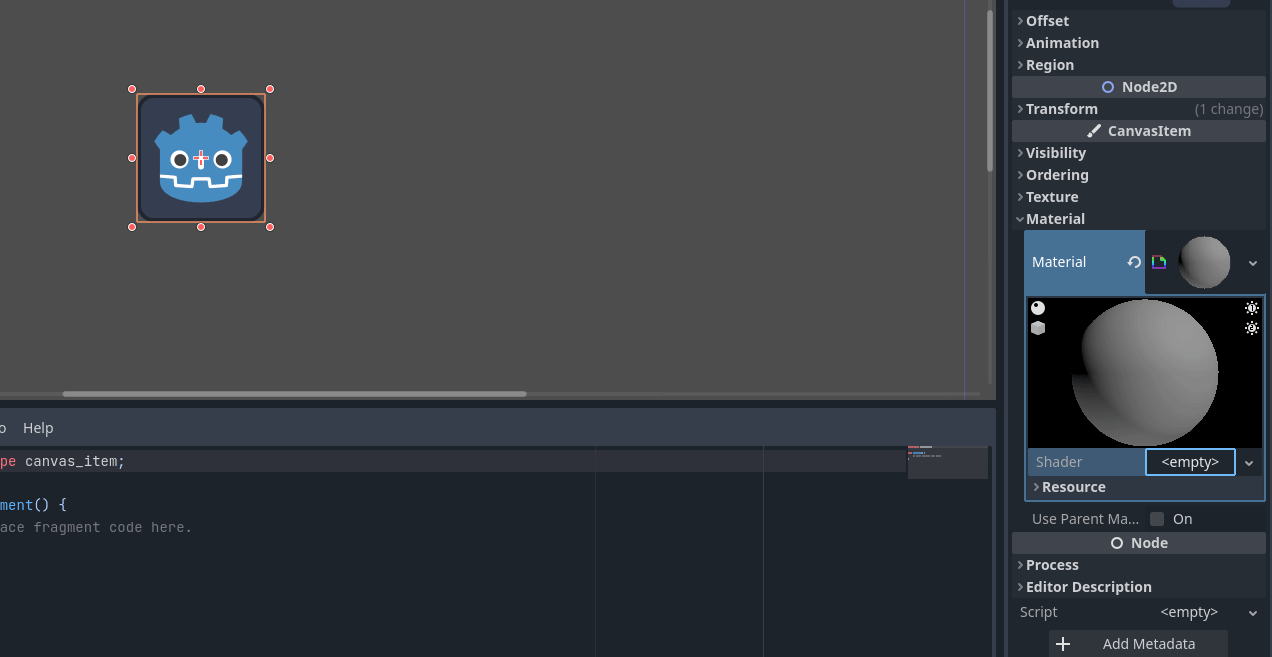 Offset
Animation
Region
Node2D
Transform (1 change)
CanvasItem
Visibility
Ordering
Texture
Material
Material
Shader <empty>
Resource
Use Parent Ma... On
Node
Process
Editor Description
Script <empty>
Add Metadata
o Help
pe canvas_item;
ment() {
ace fragment code here.